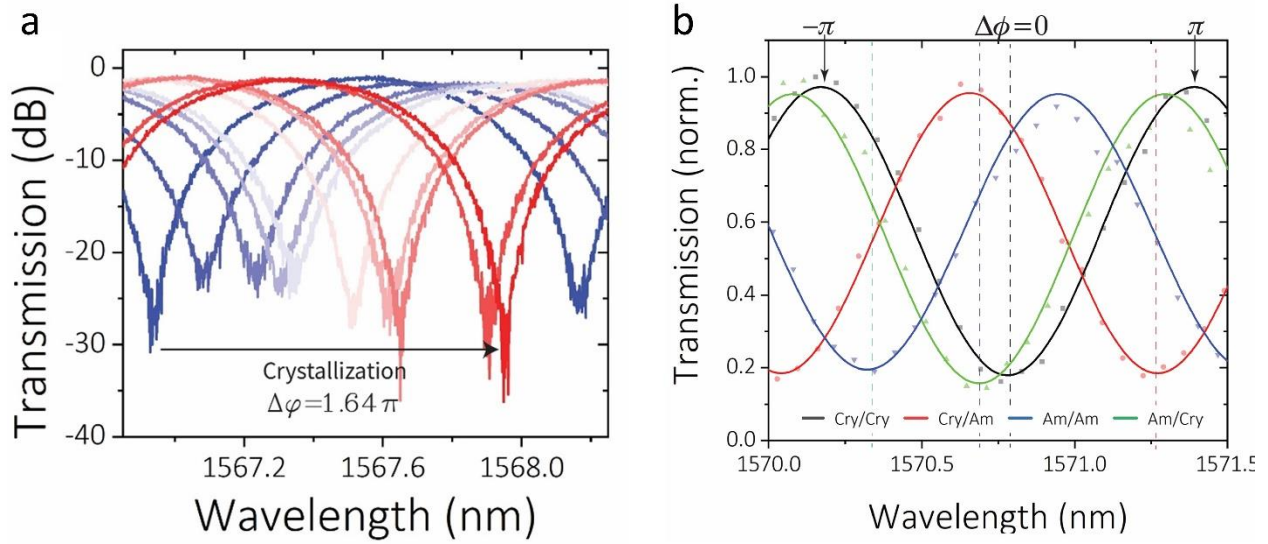 a
Transmission (dB)
0
-10
-20
-30
-40
Crystallization
Δφ=1.64π
1567.2 1567.6 1568.0
Wavelength (nm)
b
−π Δϕ=0 π
Transmission (norm.)
1.0
0.8
0.6
0.4
0.2
0.0
Cry/Cry Cry/Am Am/Am Am/Cry
1570.0 1570.5 1571.0 1571.5
Wavelength (nm)